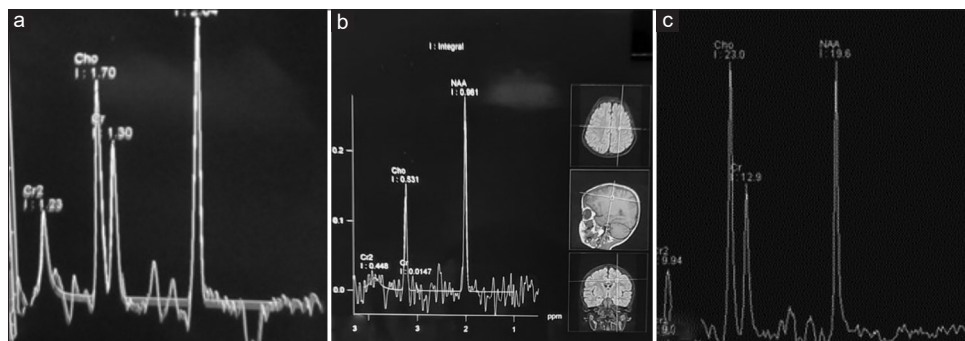 a
I : 2.04
Cho
I : 1.70
Cr
I : 1.30
Cr2
I : 1.23
b
I : Integral
NAA
I : 0.981
Cho
I : 0.531
Cr2
I : 0.448
Cr
I : 0.0147
0.2
0.1
0.0
3
3
2
1
ppm
c
Cho
I : 23.0
NAA
I : 19.6
Cr
I : 12.9
Cr2
9.94